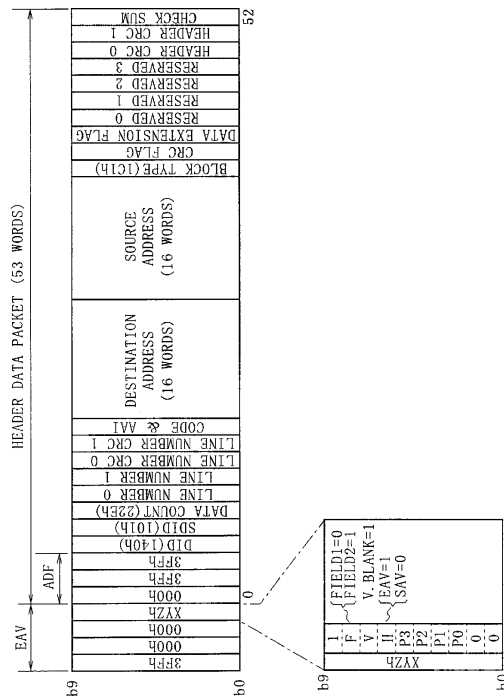 HEADER DATA PACKET (53 WORDS)
EAV
ADF
b9
b0
3FFh
000h
000h
XYZh
000h
3FFh
3FFh
DID(140h)
SDID(101h)
DATA COUNT(22Eh)
LINE NUMBER 0
LINE NUMBER 1
LINE NUMBER CRC 0
LINE NUMBER CRC 1
CODE & AAI
DESTINATION
ADDRESS
(16 WORDS)
SOURCE
ADDRESS
(16 WORDS)
BLOCK TYPE(1C1h)
CRC FLAG
DATA EXTENSION FLAG
RESERVED 0
RESERVED 1
RESERVED 2
RESERVED 3
HEADER CRC 0
HEADER CRC 1
CHECK SUM
0
52
b9
b0
XYZh
1
F
V
H
P3
P2
P1
P0
0
0
FIELD1=0
FIELD2=1
V. BLANK=1
EAV=1
SAV=0